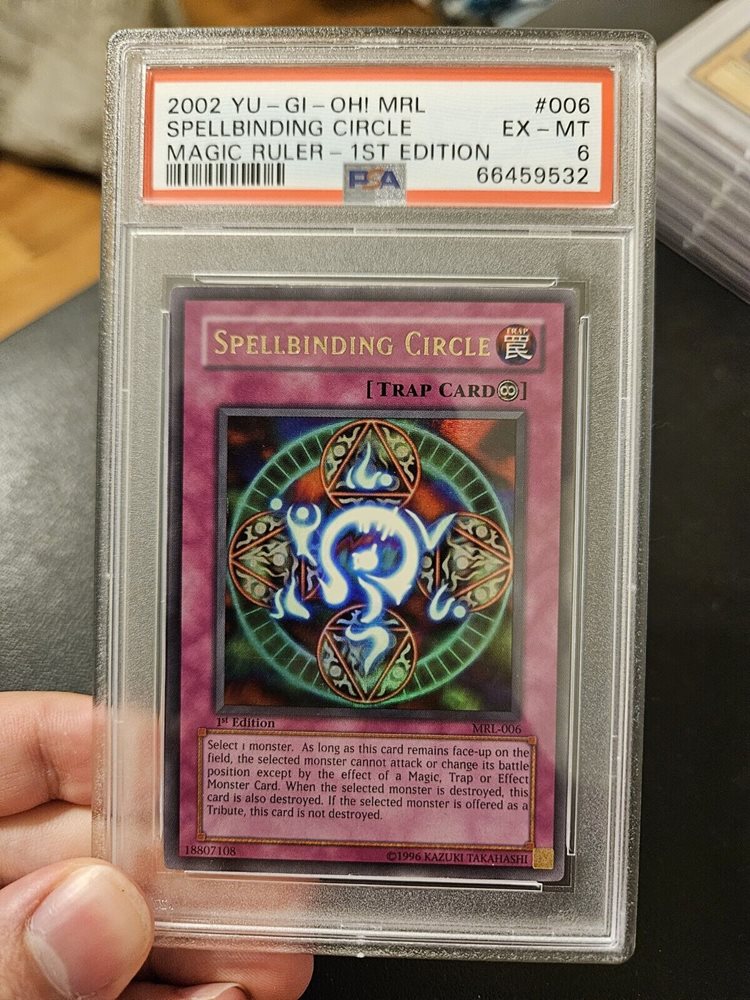 2002 YU-GI-OH! MRL #006
SPELLBINDING CIRCLE EX-MT
MAGIC RULER-1ST EDITION 6
PSA 66459532
SPELLBINDING CIRCLE TRAP 罠
[TRAP CARD∞]
1st Edition MRL-006
Select 1 monster. As long as this card remains face-up on the
field, the selected monster cannot attack or change its battle
position except by the effect of a Magic, Trap or Effect
Monster Card. When the selected monster is destroyed, this
card is also destroyed. If the selected monster is offered as a
Tribute, this card is not destroyed.
18807108 ©1996 KAZUKI TAKAHASHI